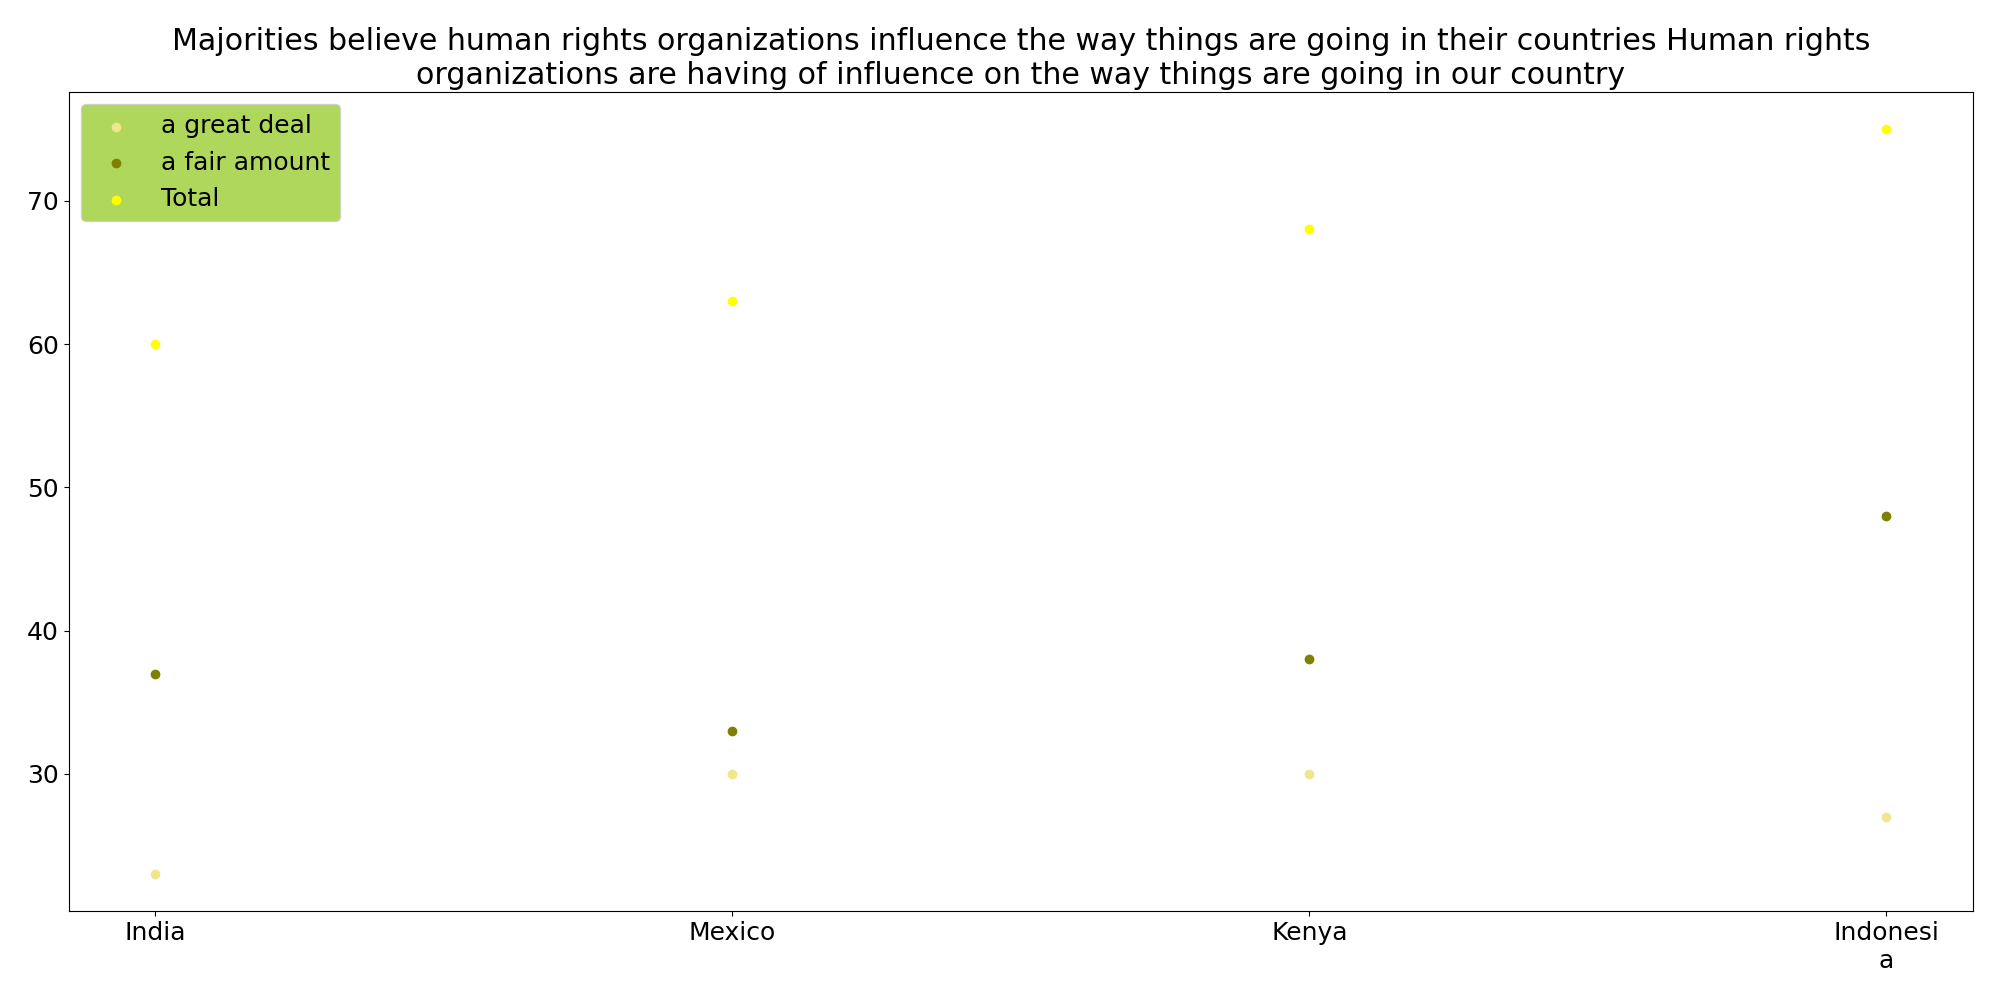 Majorities believe human rights organizations influence the way things are going in their countries Human rights
organizations are having of influence on the way things are going in our country
a great deal
a fair amount
Total
70
60
50
40
30
India
Mexico
Kenya
Indonesi
a